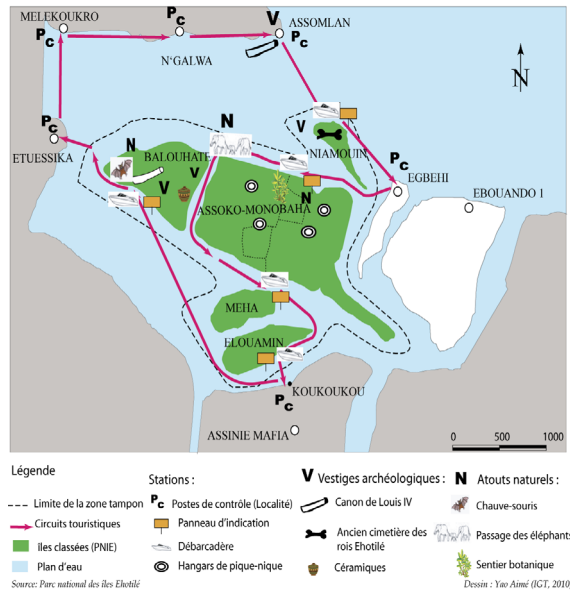 MELEKOUKRO
Pc
Pc
N'GALWA
V
ASSOMLAN
Pc
N
Pc
ETUESSIKA
N
BALOUHATE
V
V
N
V
NIAMOUIN
Pc
EGBEHI
EBOUANDO 1
N
ASSOKO-MONOBAHA
MEHA
ELOUAMIN
KOUKOUKOU
Pc
ASSINIE MAFIA
0 500 1000
Légende
Limite de la zone tampon
Circuits touristiques
îles classées (PNIE)
Plan d'eau
Stations :
Pc Postes de contrôle (Localité)
Panneau d'indication
Débarcadère
Hangars de pique-nique
V Vestiges archéologiques :
Canon de Louis IV
Ancien cimetière des
rois Ehotilé
Céramiques
N Atouts naturels :
Chauve-souris
Passage des éléphants
Sentier botanique
Source: Parc national des îles Ehotilé
Dessin : Yao Aimé (IGT, 2010)